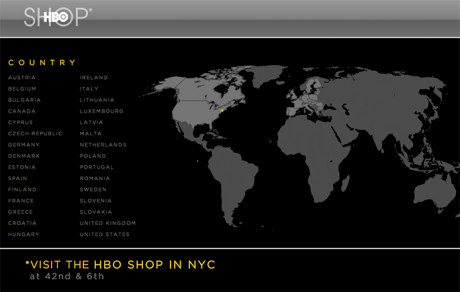 SHOP®
HBO
COUNTRY
AUSTRIA
BELGIUM
BULGARIA
CANADA
CYPRUS
CZECH REPUBLIC
GERMANY
DENMARK
ESTONIA
SPAIN
FINLAND
FRANCE
GREECE
CROATIA
HUNGARY
IRELAND
ITALY
LITHUANIA
LUXEMBOURG
LATVIA
MALTA
NETHERLANDS
POLAND
PORTUGAL
ROMANIA
SWEDEN
SLOVENIA
SLOVAKIA
UNITED KINGDOM
UNITED STATES
*VISIT THE HBO SHOP IN NYC
at 42nd & 6th